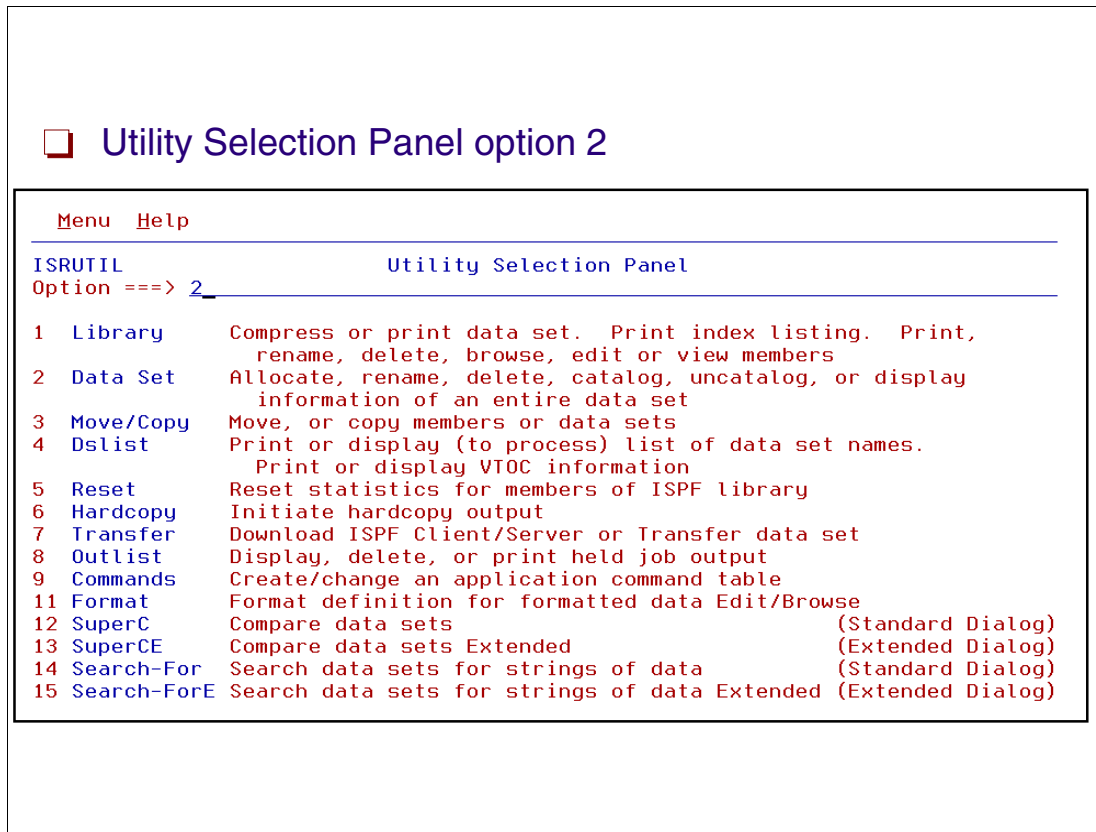 Utility Selection Panel option 2
Menu Help
ISRUTIL Utility Selection Panel
Option ===> 2_
1 Library Compress or print data set. Print index listing. Print,
rename, delete, browse, edit or view members
2 Data Set Allocate, rename, delete, catalog, uncatalog, or display
information of an entire data set
3 Move/Copy Move, or copy members or data sets
4 Dslist Print or display (to process) list of data set names.
Print or display VTOC information
5 Reset Reset statistics for members of ISPF library
6 Hardcopy Initiate hardcopy output
7 Transfer Download ISPF Client/Server or Transfer data set
8 Outlist Display, delete, or print held job output
9 Commands Create/change an application command table
11 Format Format definition for formatted data Edit/Browse
12 SuperC Compare data sets (Standard Dialog)
13 SuperCE Compare data sets Extended (Extended Dialog)
14 Search-For Search data sets for strings of data (Standard Dialog)
15 Search-ForE Search data sets for strings of data Extended (Extended Dialog)